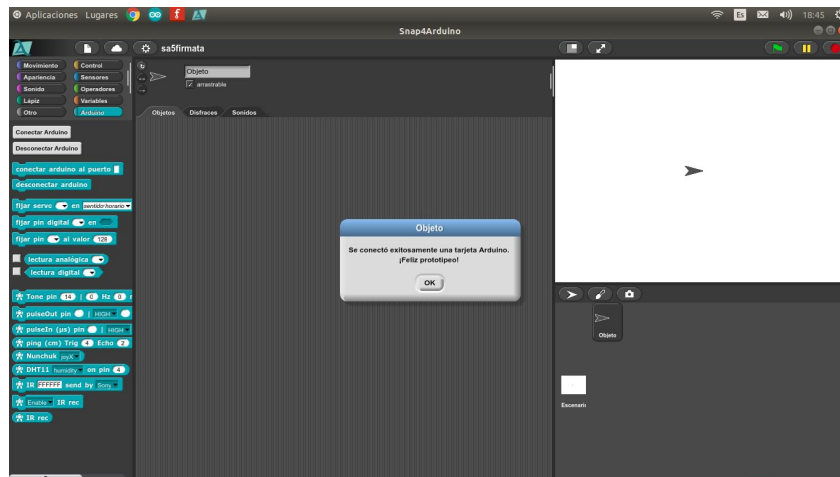 Aplicaciones Lugares
Es
18:45
Snap4Arduino
sa5firmata
Movimiento Control
Apariencia Sensores
Sonido Operadores
Lápiz Variables
Otro Arduino
Objeto
arrastrable
Objetos Disfraces Sonidos
Conectar Arduino
Desconectar Arduino
conectar arduino al puerto
desconectar arduino
fijar servo en sentido horario
fijar pin digital en
fijar pin al valor 128
lectura analógica
lectura digital
Tone pin 14 | 0 Hz 0
pulseOut pin | HIGH
pulseIn (µs) pin | HIGH
ping (cm) Trig 4 Echo 2
Nunchuk joyX
DHT11 humidity on pin 4
IR FFFFFF send by Sony
Enable IR rec
IR rec
Objeto
Se conectó exitosamente una tarjeta Arduino.
¡Feliz prototipeo!
OK
Objeto
Escenario